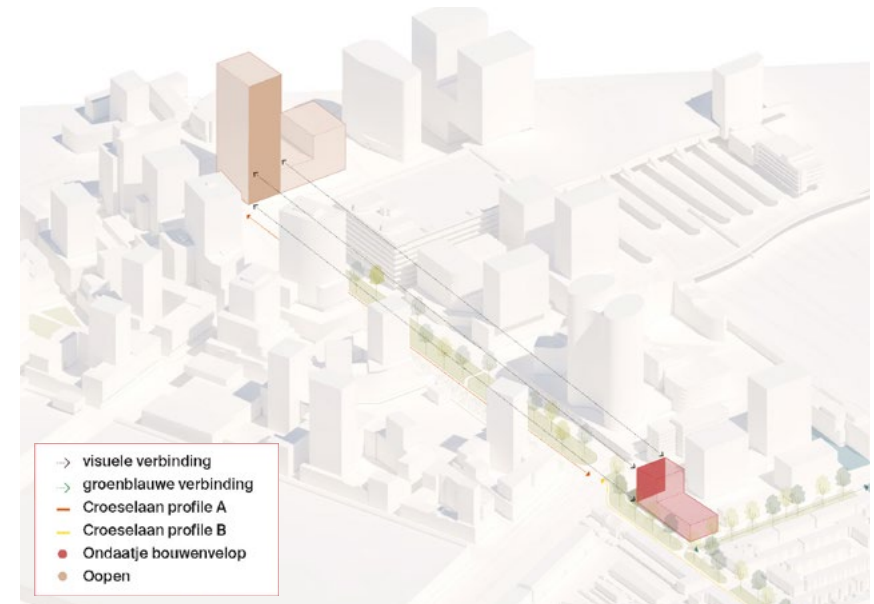 visuele verbinding
groenblauwe verbinding
Croeselaan profile A
Croeselaan profile B
Ondaatje bouwenvelop
Oopen